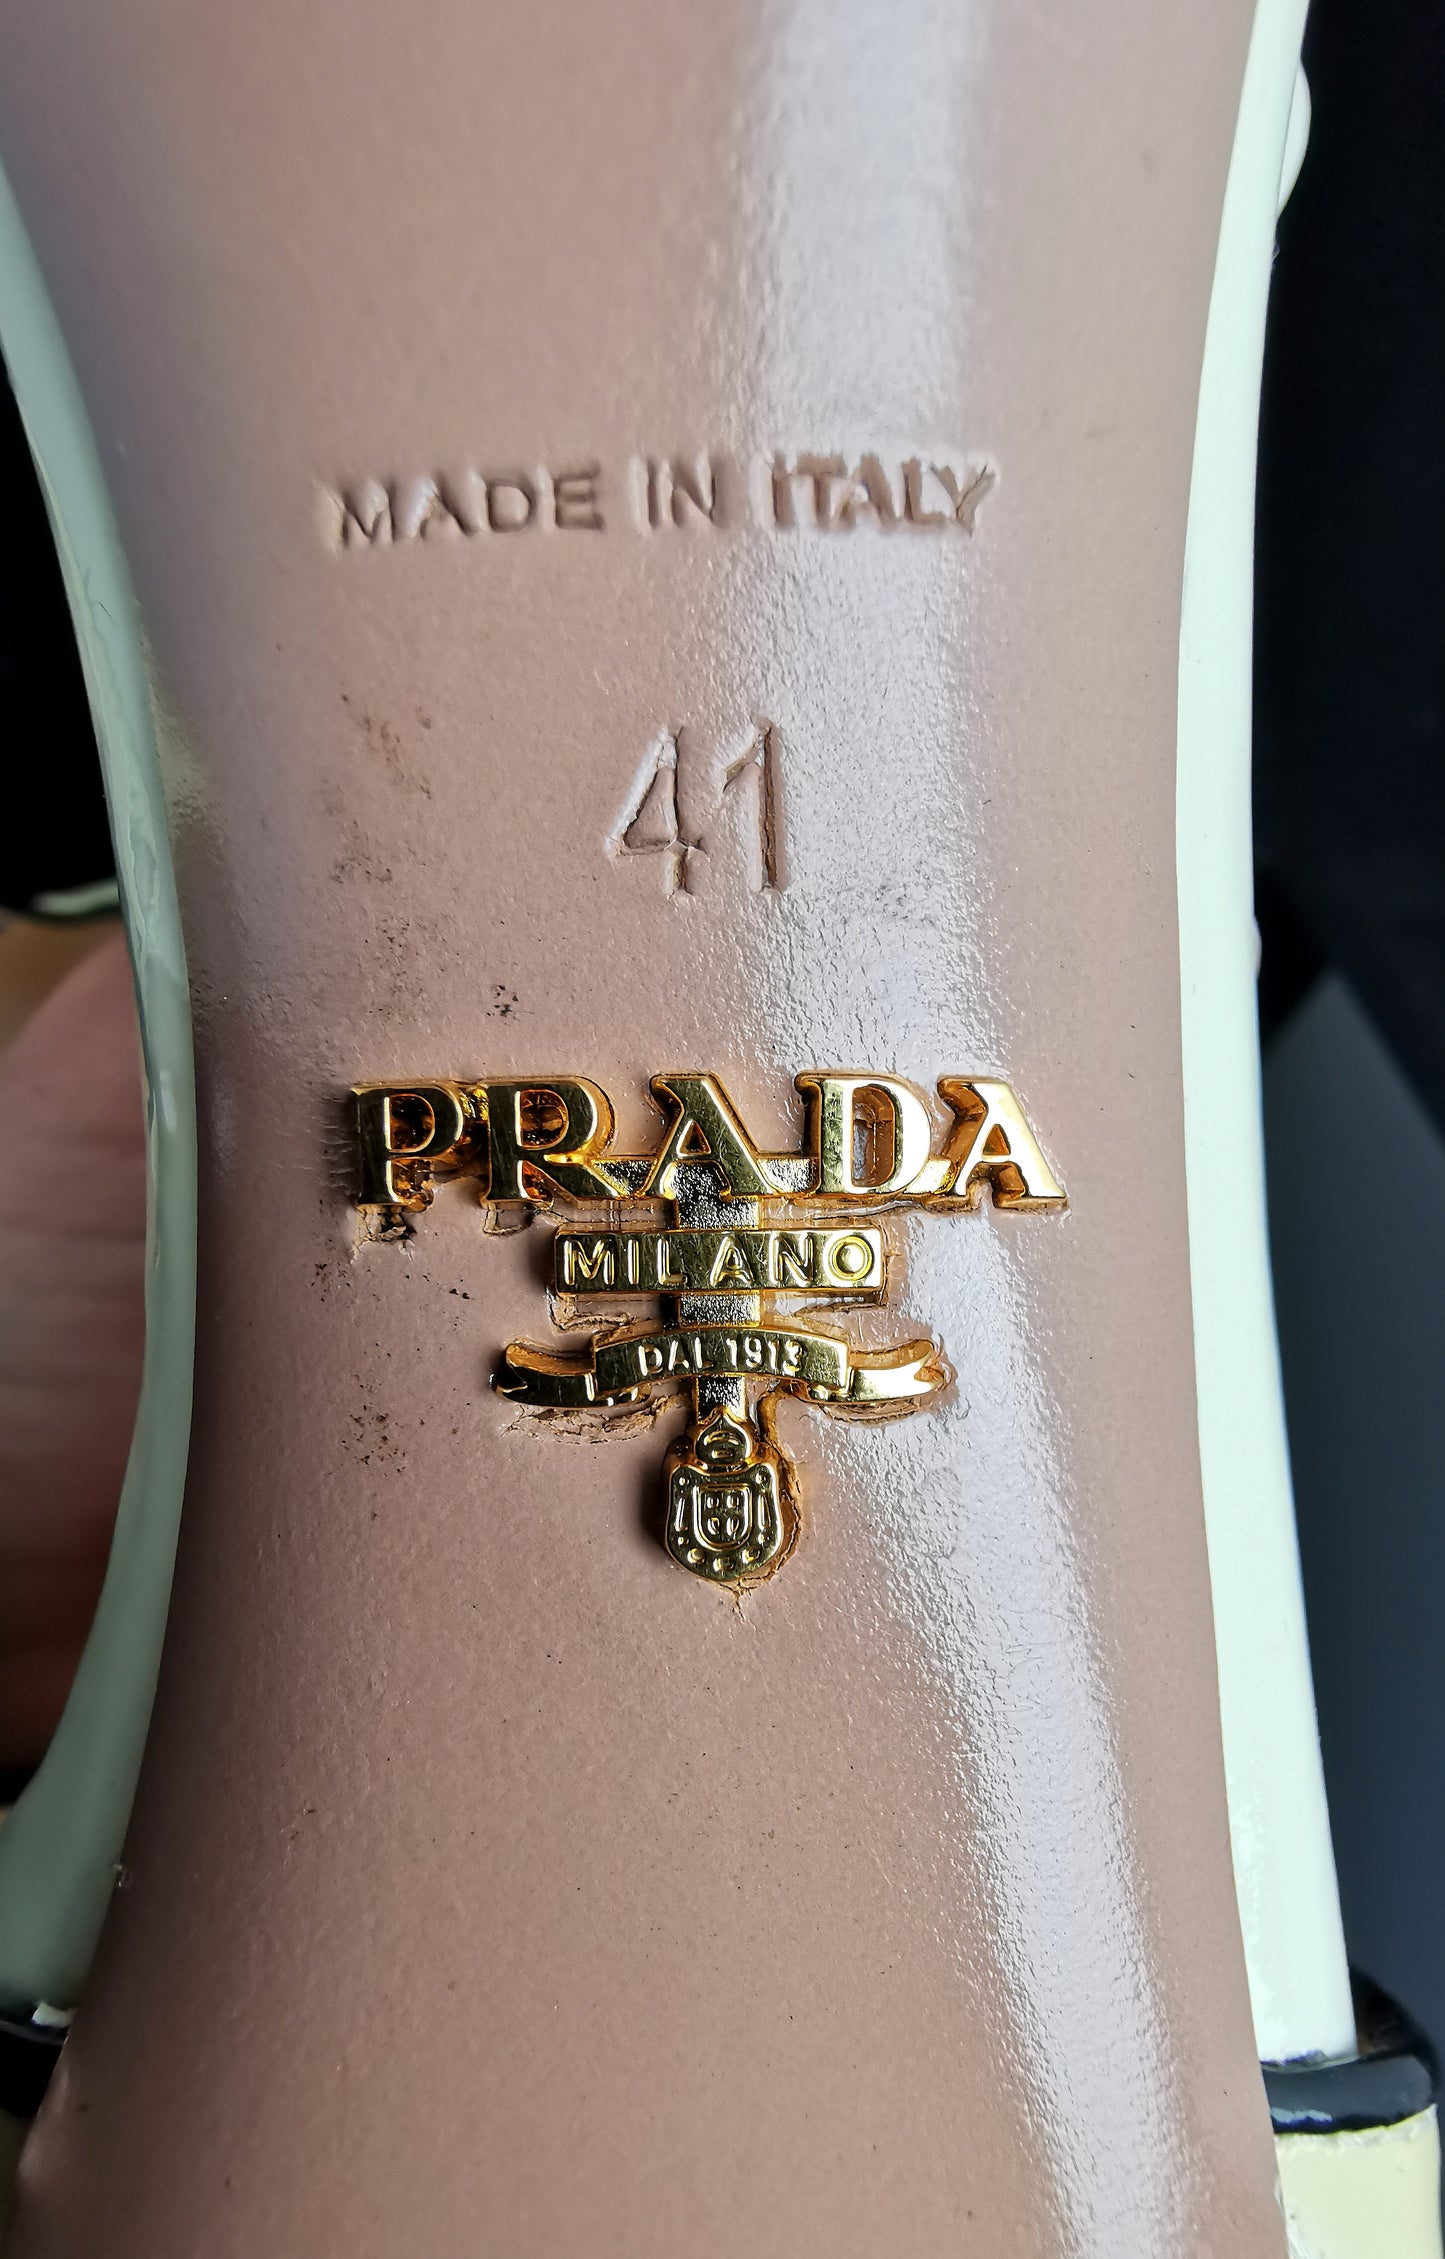 MADE IN ITALY
41
PRADA
MILANO
DAL 1913